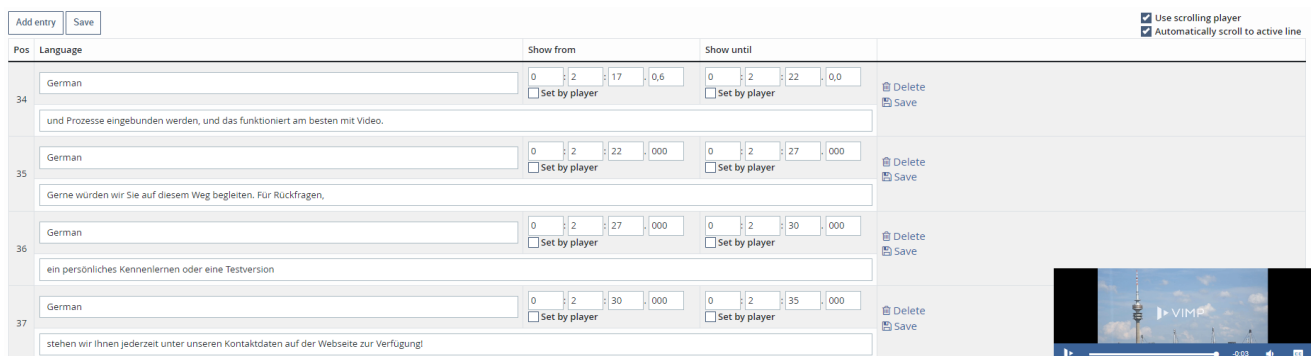 Add entry Save
Use scrolling player
Automatically scroll to active line
Pos Language Show from Show until
34
German 0 : 2 : 17 . 0,6 0 : 2 : 22 . 0,0
Set by player Set by player
Delete
Save
und Prozesse eingebunden werden, und das funktioniert am besten mit Video.
35
German 0 : 2 : 22 . 000 0 : 2 : 27 . 000
Set by player Set by player
Delete
Save
Gerne würden wir Sie auf diesem Weg begleiten. Für Rückfragen,
36
German 0 : 2 : 27 . 000 0 : 2 : 30 . 000
Set by player Set by player
Delete
Save
ein persönliches Kennenlernen oder eine Testversion
37
German 0 : 2 : 30 . 000 0 : 2 : 35 . 000
Set by player Set by player
Delete
Save
stehen wir Ihnen jederzeit unter unseren Kontaktdaten auf der Webseite zur Verfügung!
VIMP
-0:03